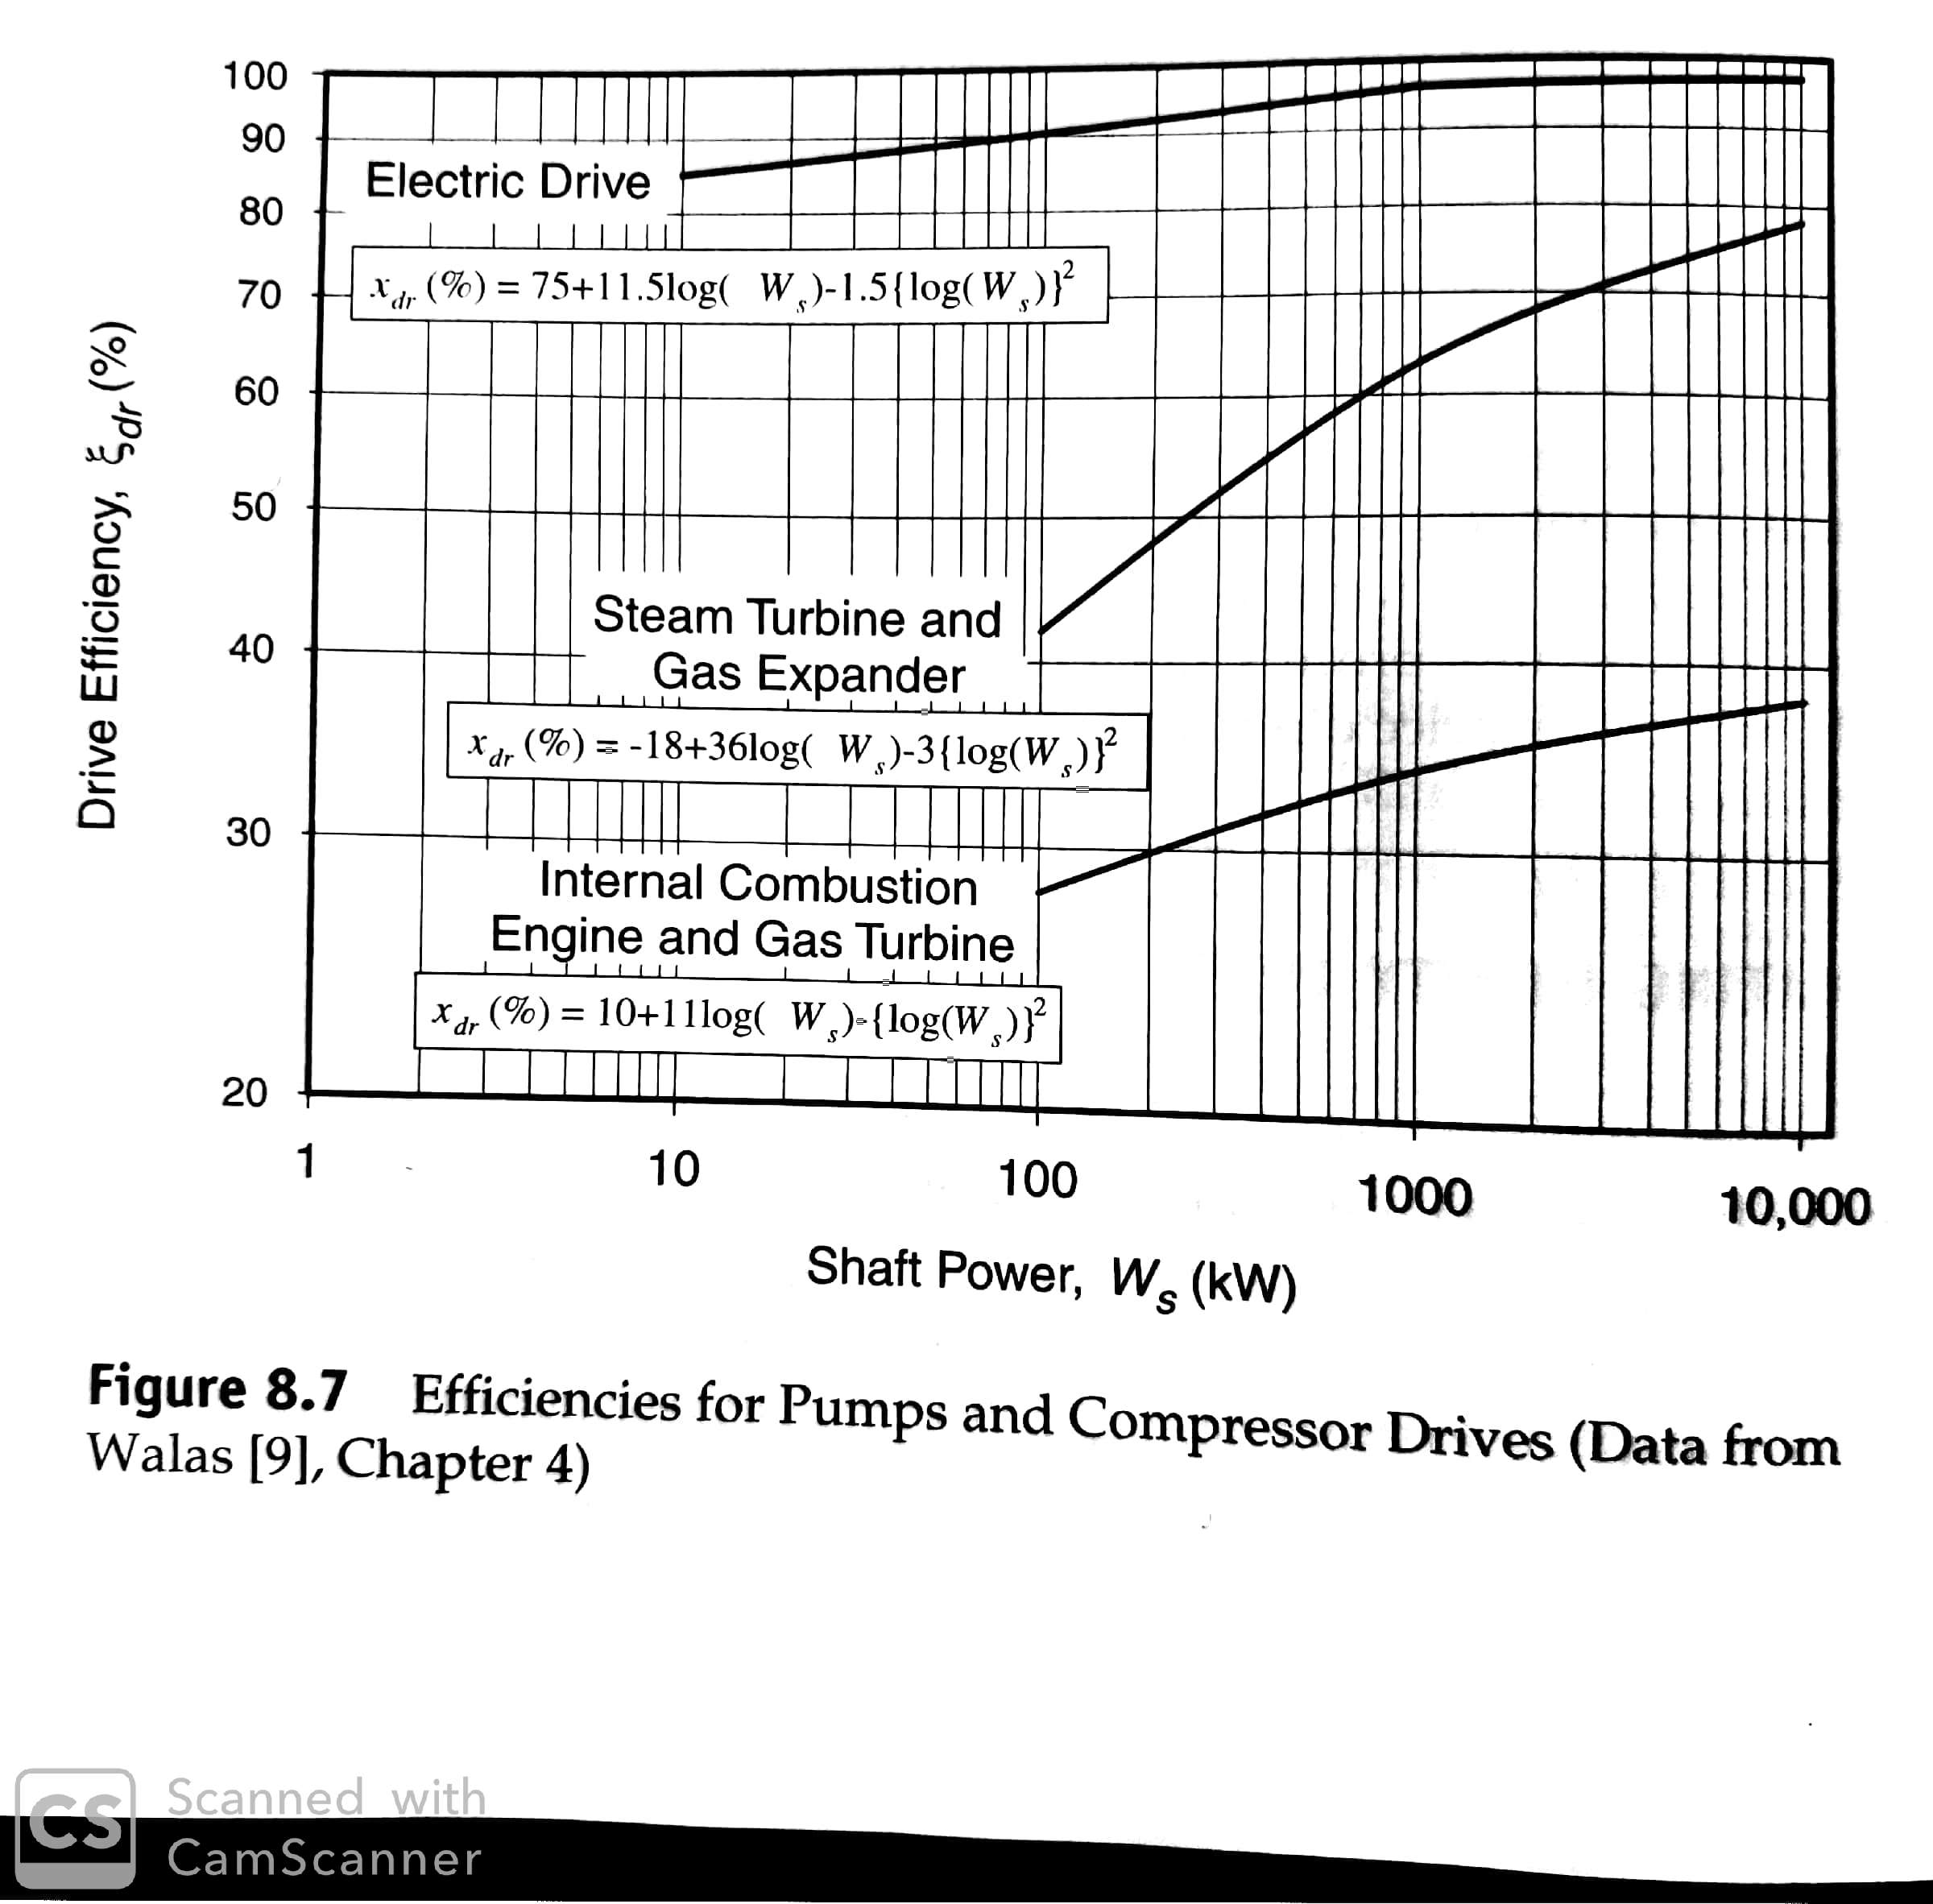 100
90
Electric Drive
80
x_dr (%) = 75+11.5log( W_s)-1.5{log(W_s)}²
70
60
50
Steam Turbine and
Gas Expander
40
x_dr (%) = -18+36log( W_s)-3{log(W_s)}²
30
Internal Combustion
Engine and Gas Turbine
x_dr (%) = 10+11log( W_s)-{log(W_s)}²
20
Drive Efficiency, ξ_dr (%)
1 10 100 1000 10,000
Shaft Power, W_s (kW)
Figure 8.7 Efficiencies for Pumps and Compressor Drives (Data from
Walas [9], Chapter 4)
CS
Scanned with
CamScanner